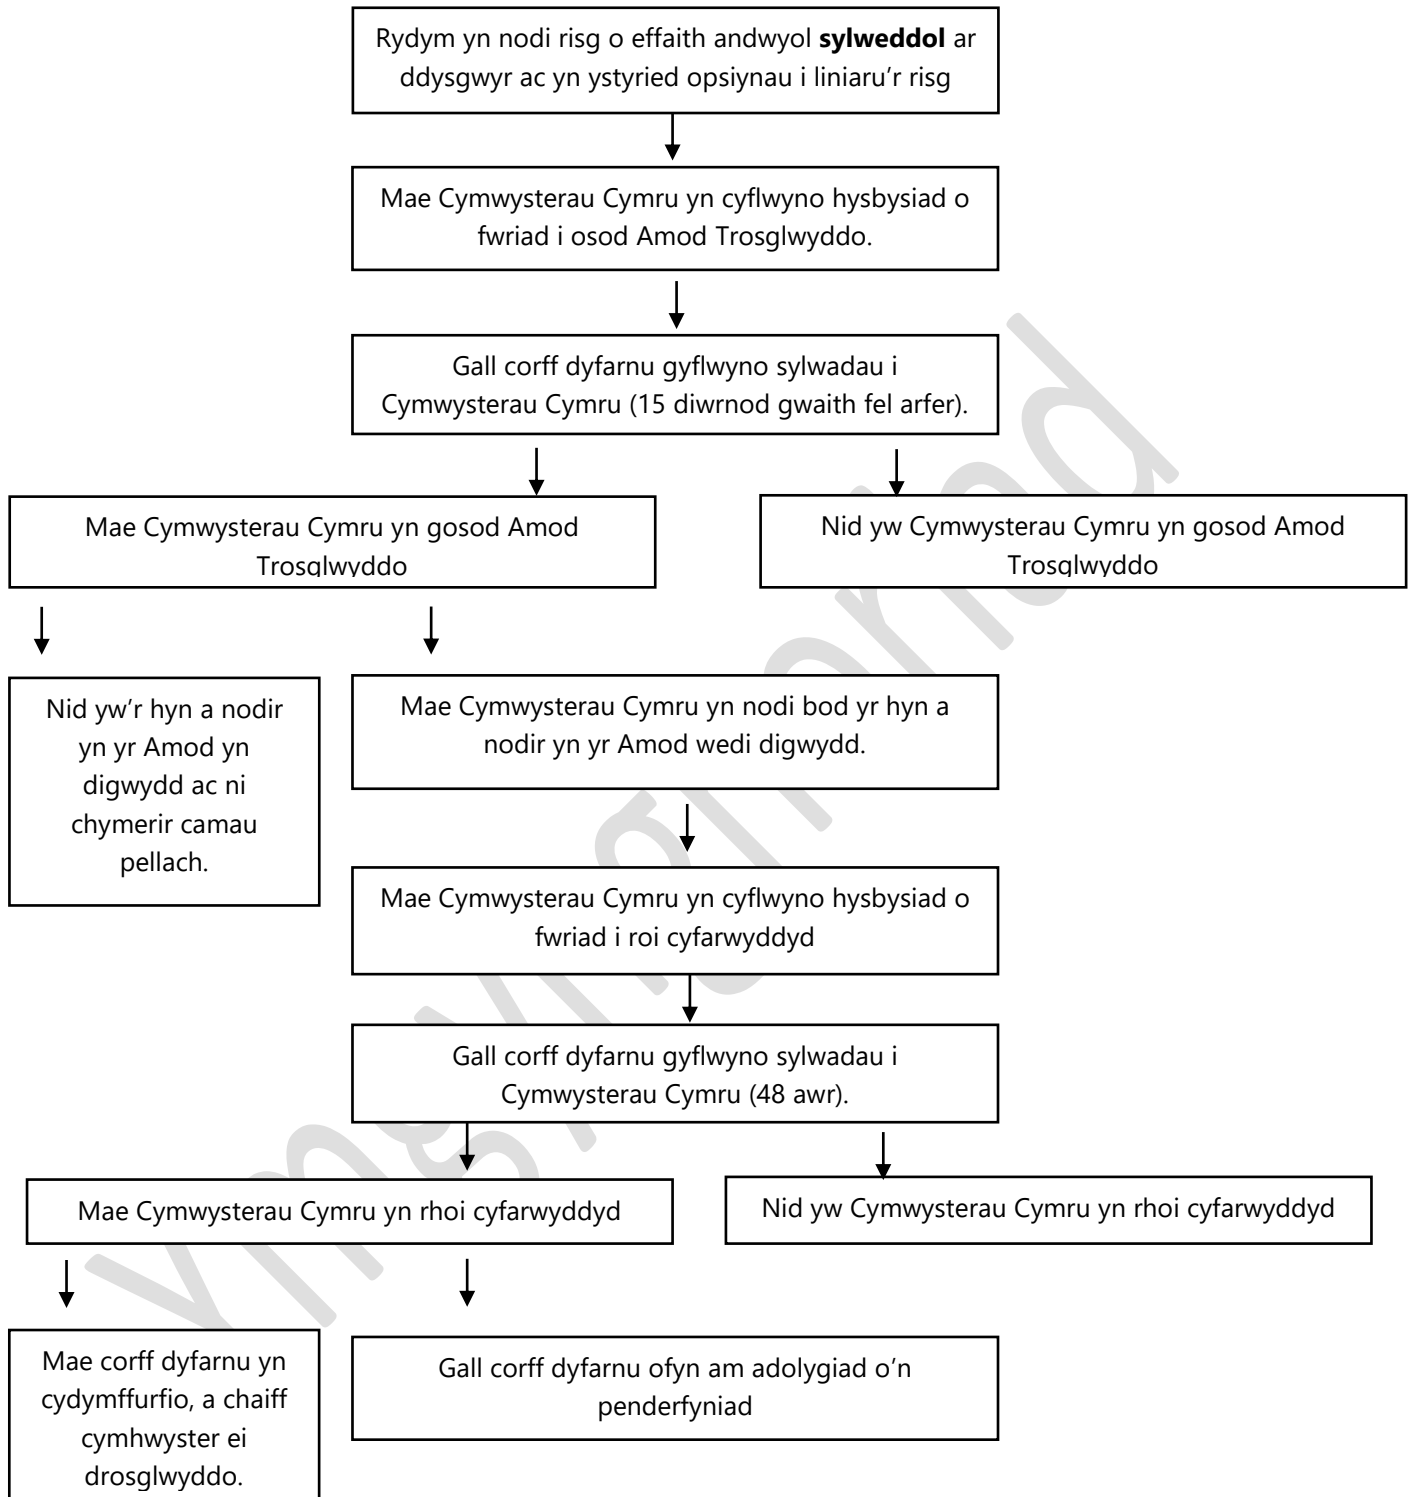 Rydym yn nodi risg o effaith andwyol sylweddol ar
ddysgwyr ac yn ystyried opsiynau i liniaru'r risg
Mae Cymwysterau Cymru yn cyflwyno hysbysiad o
fwriad i osod Amod Trosglwyddo.
Gall corff dyfarnu gyflwyno sylwadau i
Cymwysterau Cymru (15 diwrnod gwaith fel arfer).
Mae Cymwysterau Cymru yn gosod Amod
Trosglwyddo
Nid yw Cymwysterau Cymru yn gosod Amod
Trosglwyddo
Nid yw'r hyn a nodir
yn yr Amod yn
digwydd ac ni
chymerir camau
pellach.
Mae Cymwysterau Cymru yn nodi bod yr hyn a
nodir yn yr Amod wedi digwydd.
Mae Cymwysterau Cymru yn cyflwyno hysbysiad o
fwriad i roi cyfarwyddyd
Gall corff dyfarnu gyflwyno sylwadau i
Cymwysterau Cymru (48 awr).
Mae Cymwysterau Cymru yn rhoi cyfarwyddyd
Nid yw Cymwysterau Cymru yn rhoi cyfarwyddyd
Mae corff dyfarnu yn
cydymffurfio, a chaiff
cymhwyster ei
drosglwyddo.
Gall corff dyfarnu ofyn am adolygiad o'n
penderfyniad